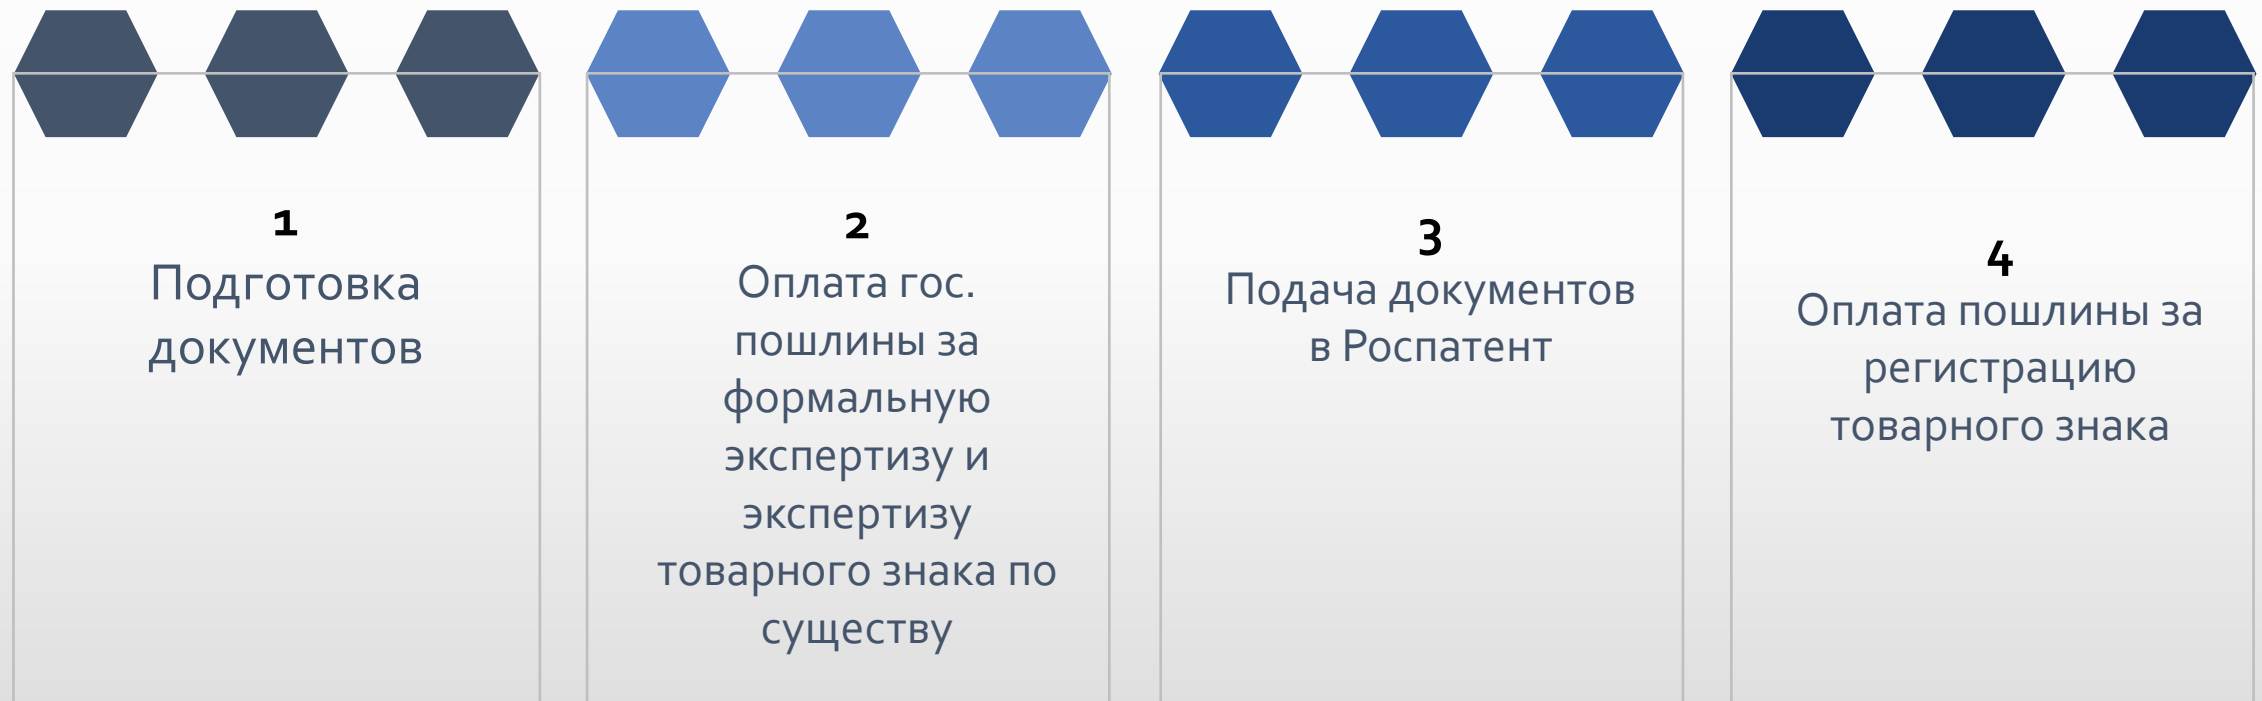 1
Подготовка
документов
2
Оплата гос.
пошлины за
формальную
экспертизу и
экспертизу
товарного знака по
существу
3
Подача документов
в Роспатент
4
Оплата пошлины за
регистрацию
товарного знака